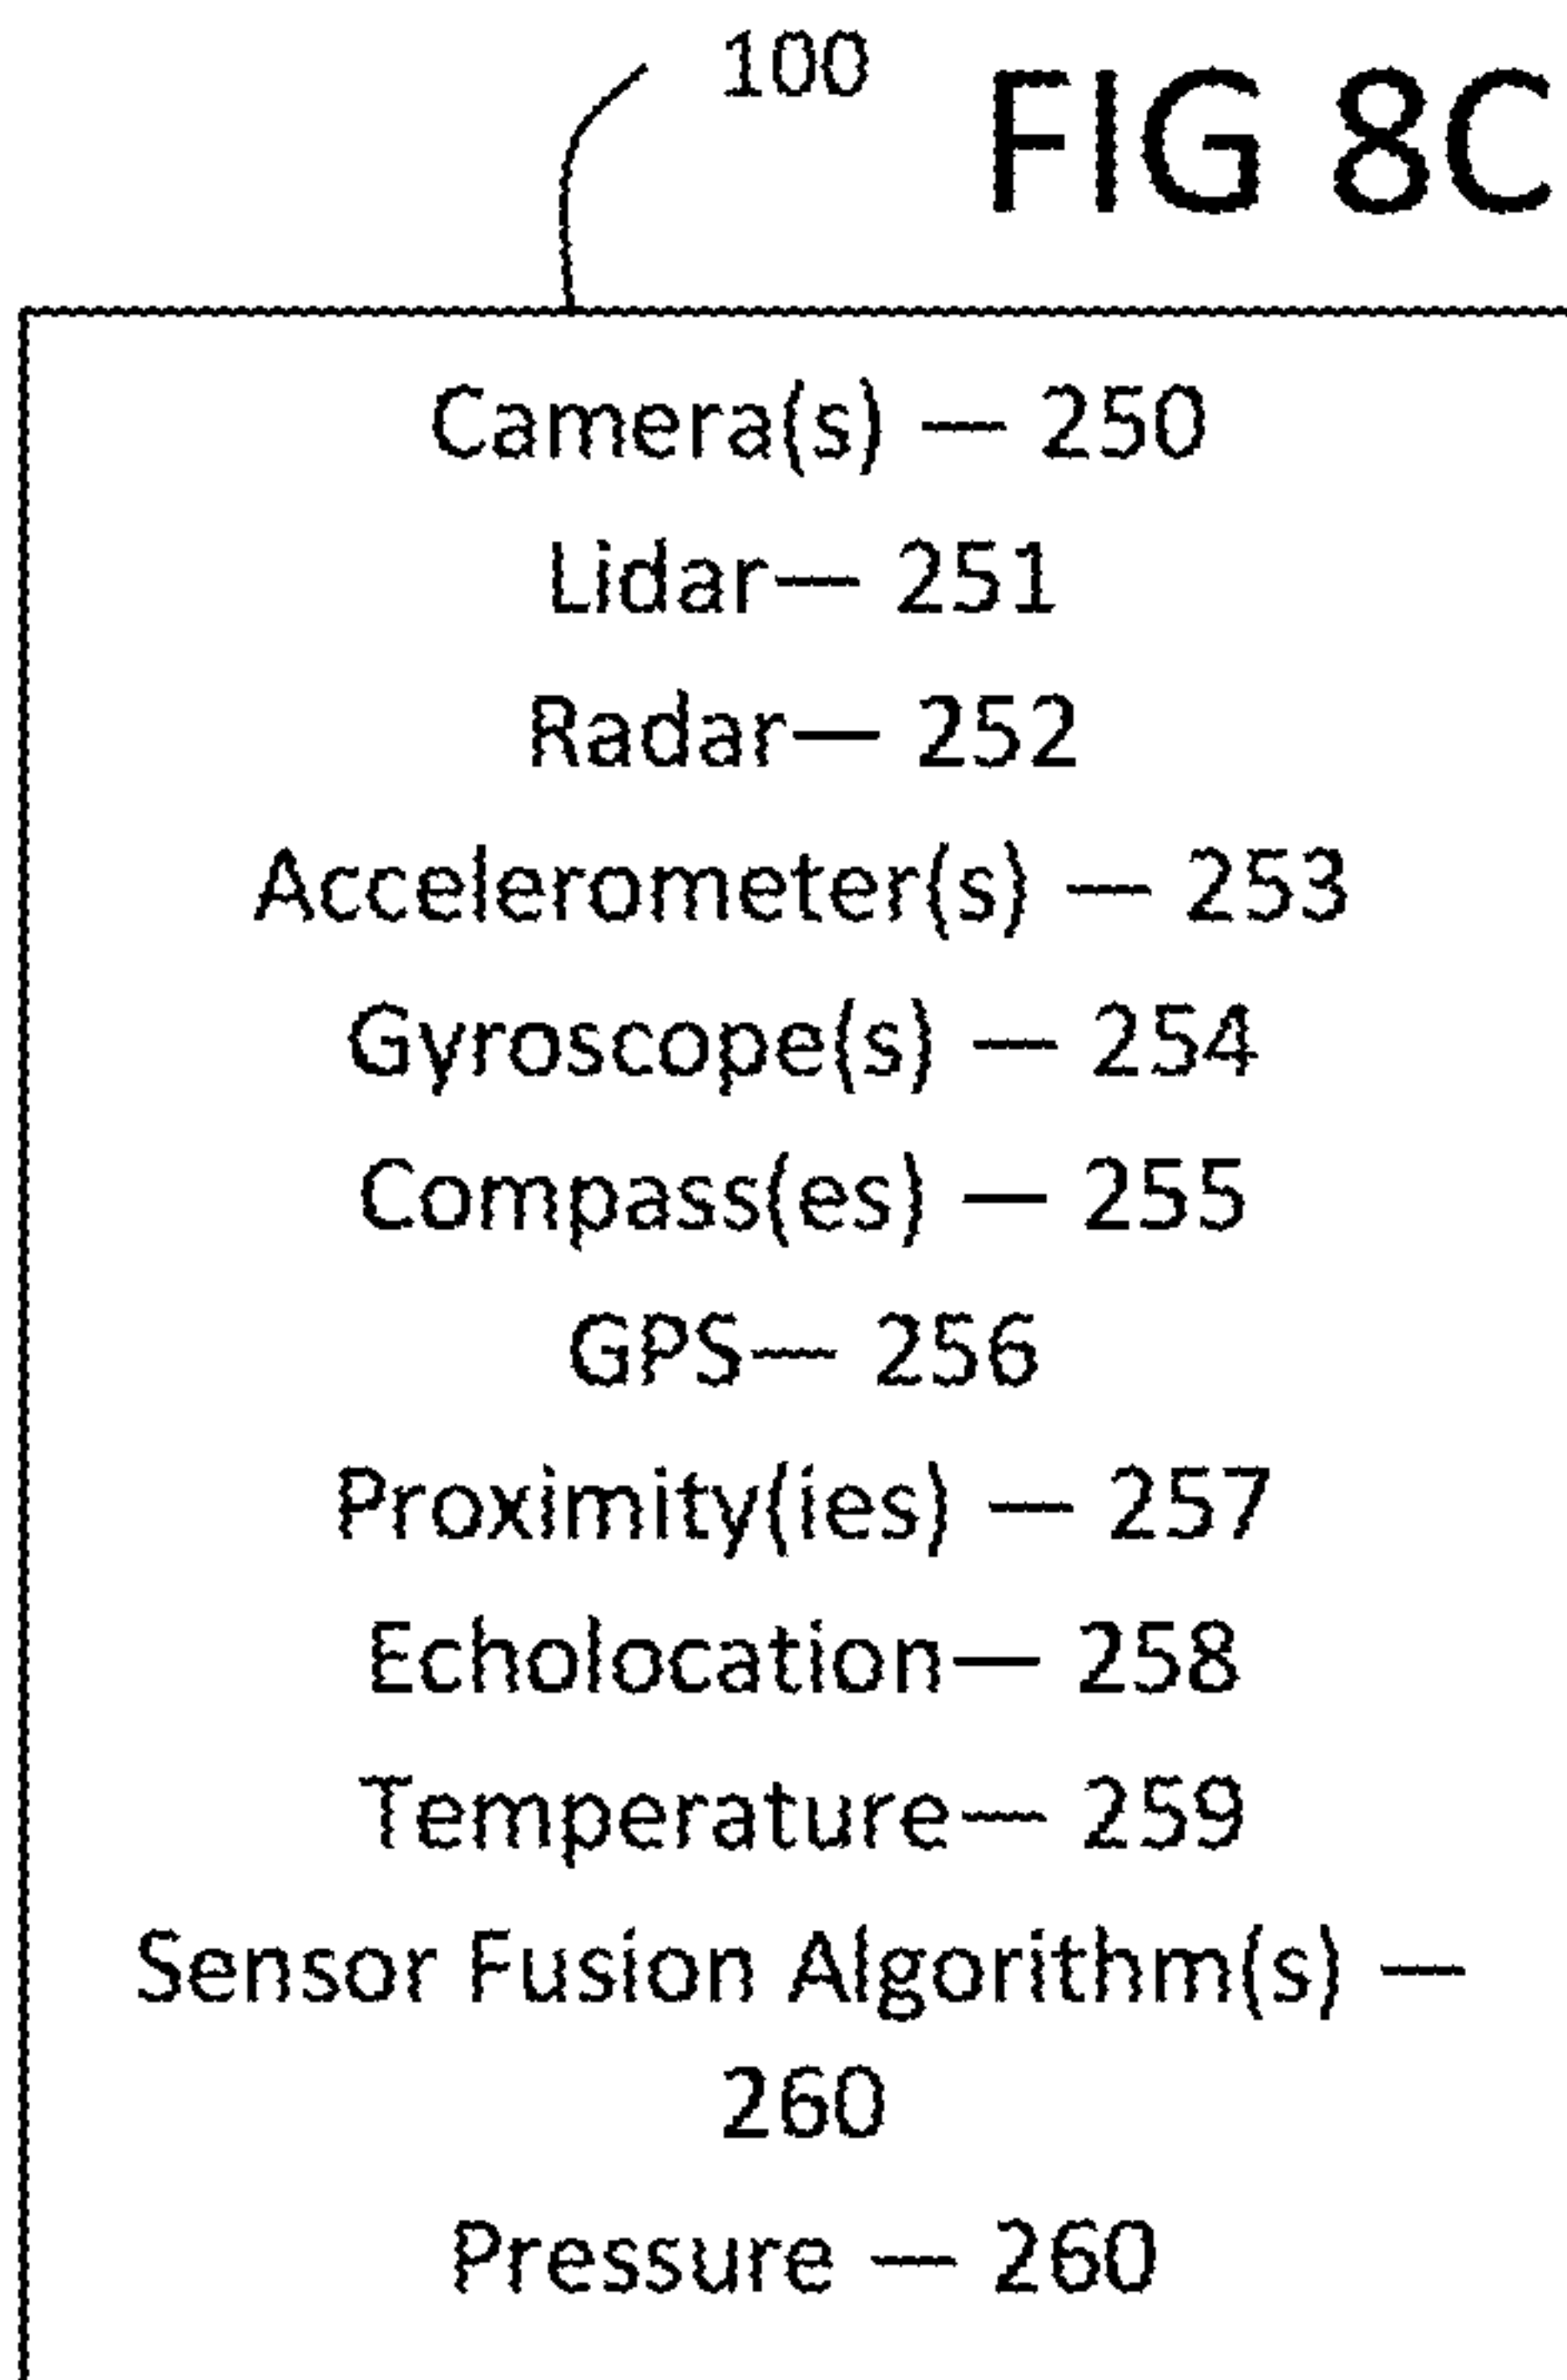 100
FIG 8C
Camera(s) — 250
Lidar— 251
Radar— 252
Accelerometer(s) — 253
Gyroscope(s) — 254
Compass(es) — 255
GPS— 256
Proximity(ies) — 257
Echolocation— 258
Temperature— 259
Sensor Fusion Algorithm(s) —
260
Pressure — 260